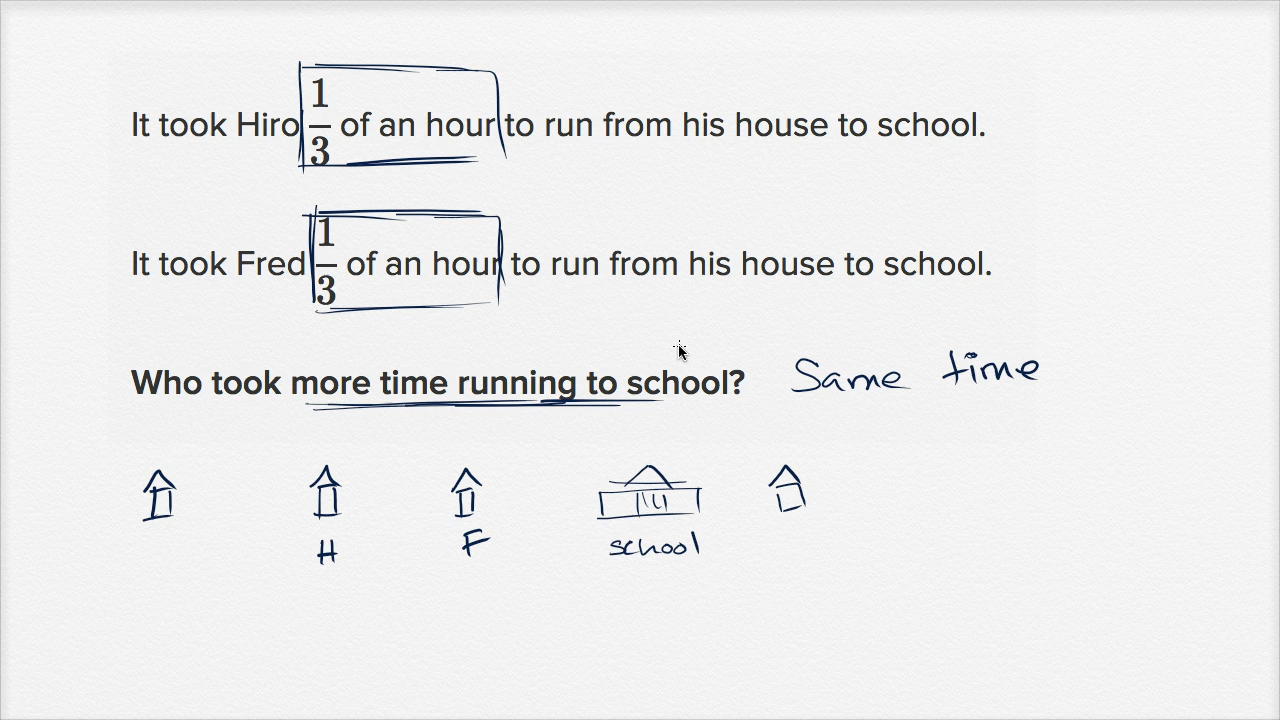 It took Hiro 1/3 of an hour to run from his house to school.
It took Fred 1/3 of an hour to run from his house to school.
Who took more time running to school? Same time
H F school